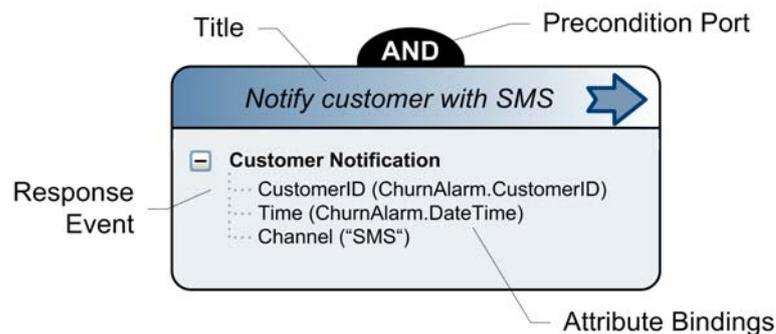 Title
Precondition Port
AND
Notify customer with SMS
Customer Notification
CustomerID (ChurnAlarm.CustomerID)
Time (ChurnAlarm.DateTime)
Channel ("SMS“)
Response
Event
Attribute Bindings